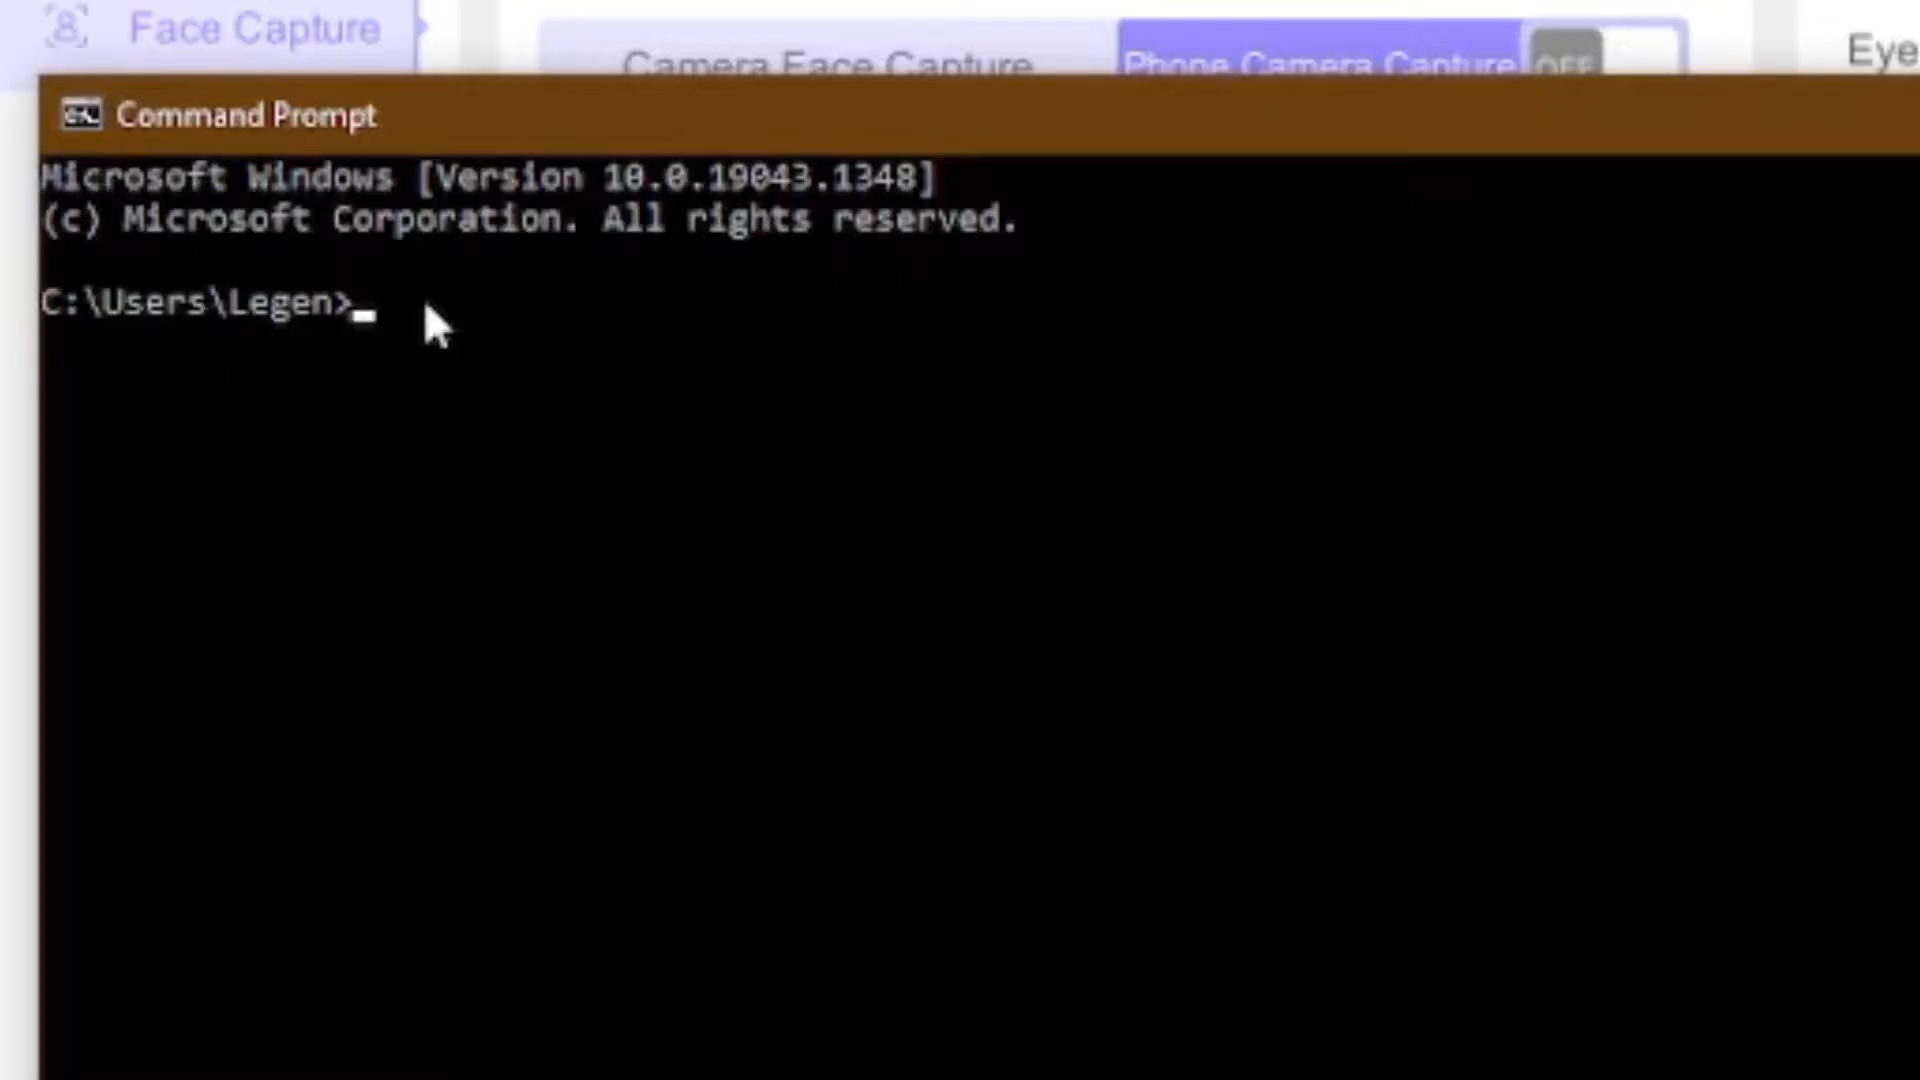 Face Capture
Camera Face Capture
Phone Camera Capture
OFF
Eye
Command Prompt
Microsoft Windows [Version 10.0.19043.1348]
(c) Microsoft Corporation. All rights reserved.
C:\Users\Legen>